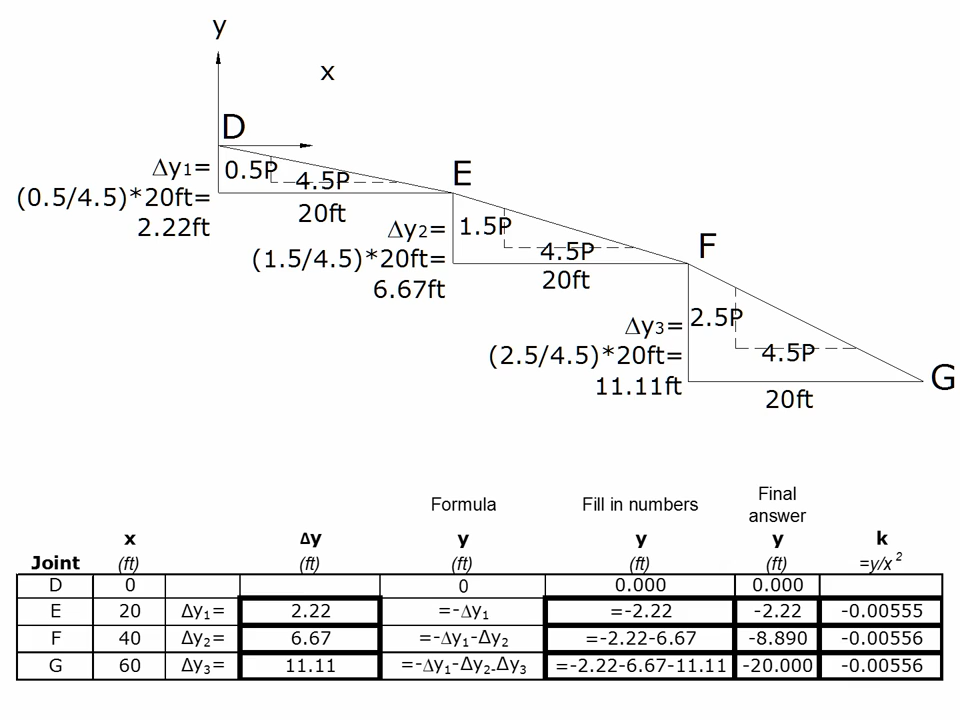 y
x
D
Δy1=
(0.5/4.5)*20ft=
2.22ft
0.5P
4.5P
20ft
E
Δy2=
(1.5/4.5)*20ft=
6.67ft
1.5P
4.5P
20ft
F
Δy3=
(2.5/4.5)*20ft=
11.11ft
2.5P
4.5P
20ft
G
Formula Fill in numbers Final answer
x Δy y y y k
Joint (ft) (ft) (ft) (ft) (ft) =y/x²
D 0 0 0.000 0.000
E 20 Δy₁= 2.22 =-Δy₁ =-2.22 -2.22 -0.00555
F 40 Δy₂= 6.67 =-Δy₁-Δy₂ =-2.22-6.67 -8.890 -0.00556
G 60 Δy₃= 11.11 =-Δy₁-Δy₂-Δy₃ =-2.22-6.67-11.11 -20.000 -0.00556